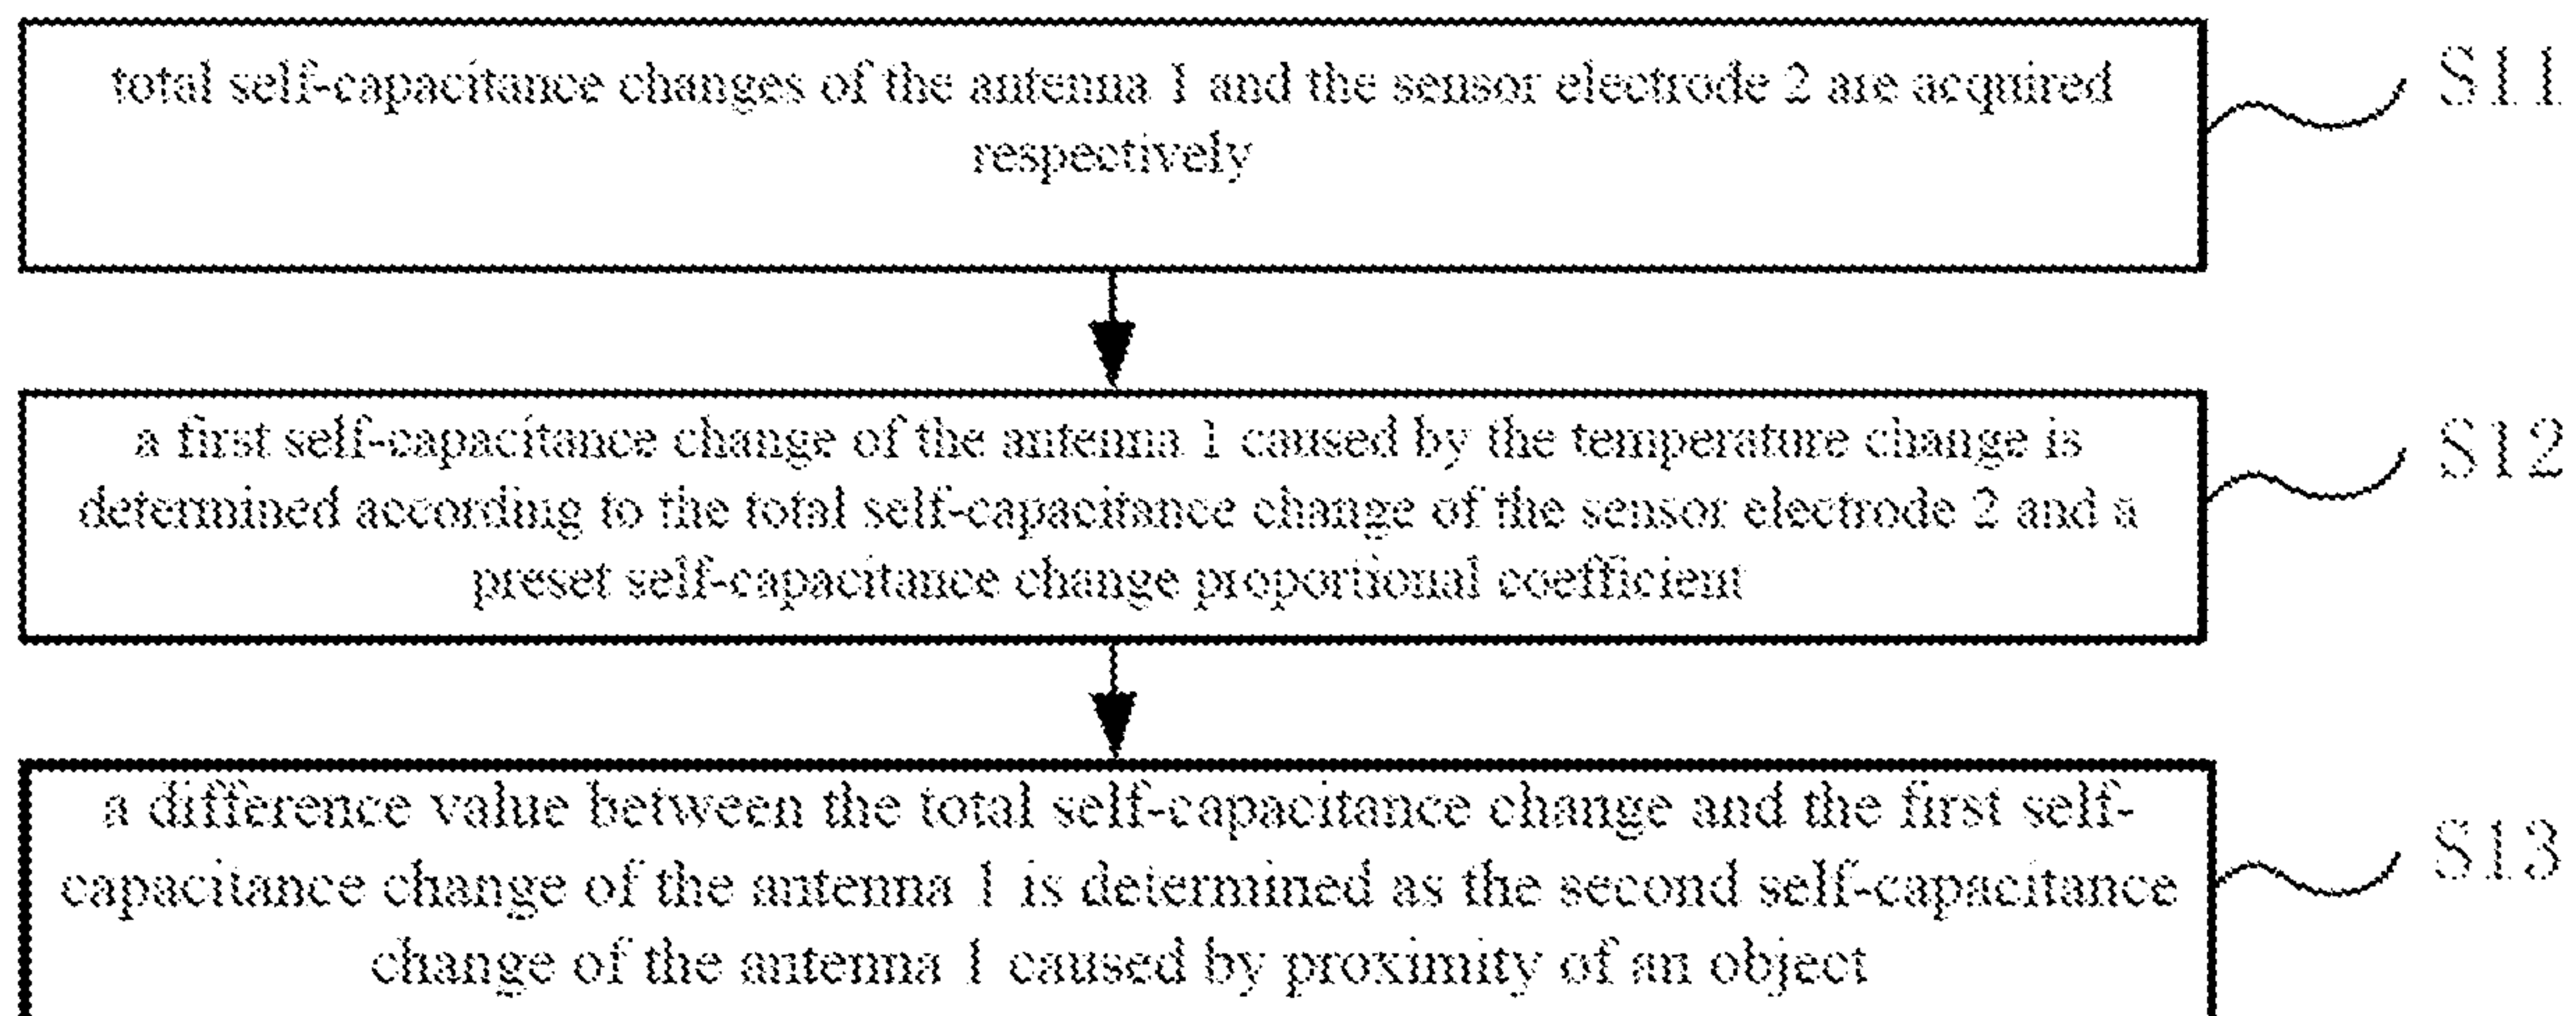 total self-capacitance changes of the antenna 1 and the sensor electrode 2 are acquired
respectively
S11
a first self-capacitance change of the antenna 1 caused by the temperature change is
determined according to the total self-capacitance change of the sensor electrode 2 and a
preset self-capacitance change proportional coefficient
S12
a difference value between the total self-capacitance change and the first self-
capacitance change of the antenna 1 is determined as the second self-capacitance
change of the antenna 1 caused by proximity of an object
S13